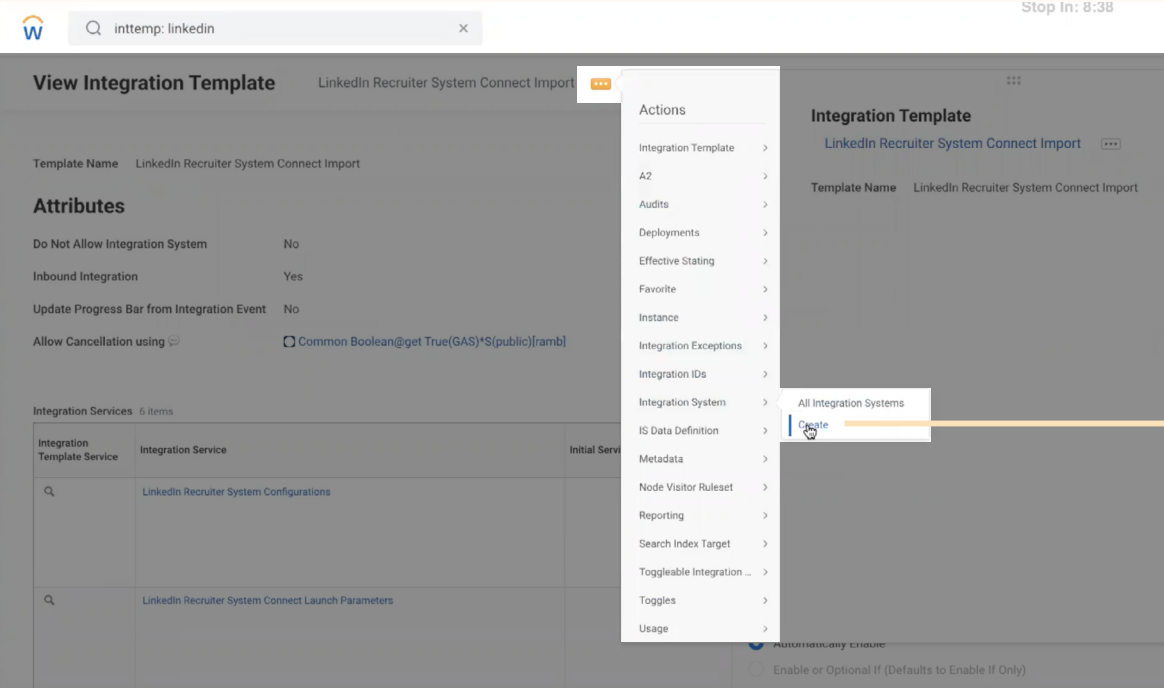 Stop In: 8:38
inttemp: linkedin
View Integration Template LinkedIn Recruiter System Connect Import
Template Name LinkedIn Recruiter System Connect Import
Attributes
Do Not Allow Integration System No
Inbound Integration Yes
Update Progress Bar from Integration Event No
Allow Cancellation using Common Boolean@get True(GAS)*S(public)[ramb]
Integration Services 6 items
Integration Template Service Integration Service Initial Servi
LinkedIn Recruiter System Configurations
LinkedIn Recruiter System Connect Launch Parameters
Actions
Integration Template
A2
Audits
Deployments
Effective Stating
Favorite
Instance
Integration Exceptions
Integration IDs
Integration System
IS Data Definition
Metadata
Node Visitor Ruleset
Reporting
Search Index Target
Toggleable Integration ...
Toggles
Usage
All Integration Systems
Create
Integration Template
LinkedIn Recruiter System Connect Import
Template Name LinkedIn Recruiter System Connect Import
Automatically Enable
Enable or Optional If (Defaults to Enable If Only)